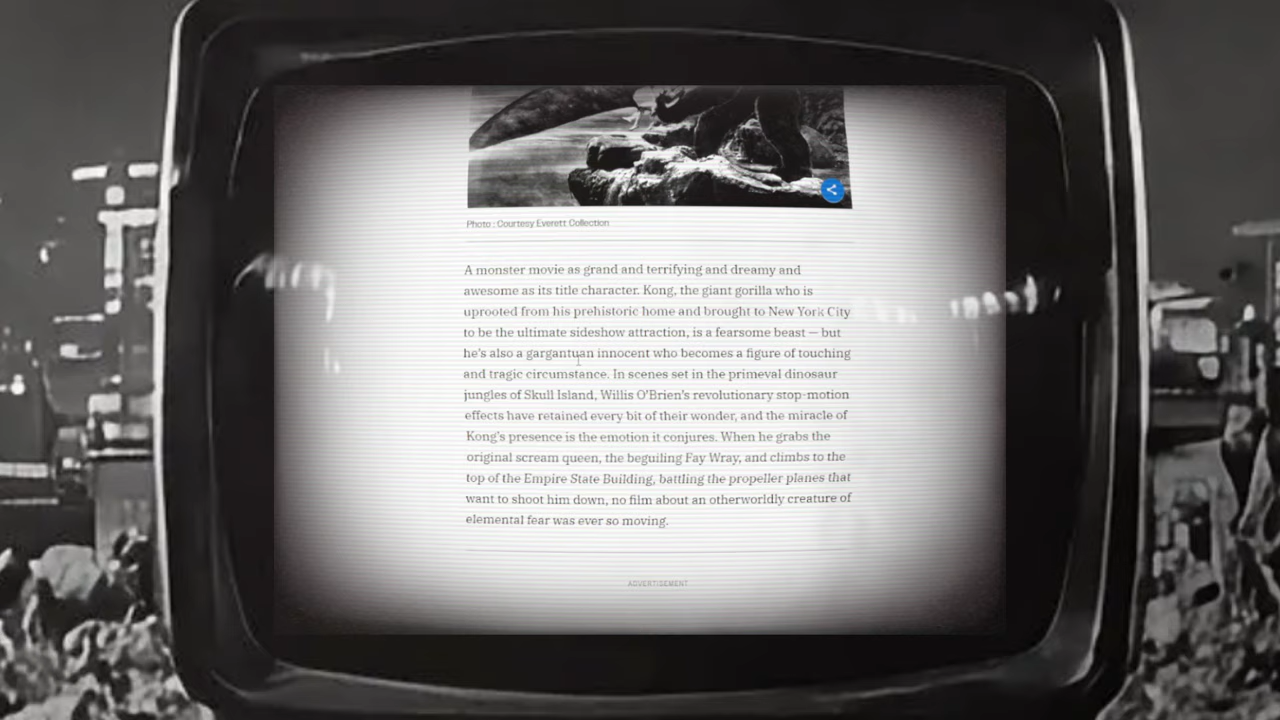 Photo : Courtesy Everett Collection
A monster movie as grand and terrifying and dreamy and
awesome as its title character. Kong, the giant gorilla who is
uprooted from his prehistoric home and brought to New York City
to be the ultimate sideshow attraction, is a fearsome beast — but
he's also a gargantuan innocent who becomes a figure of touching
and tragic circumstance. In scenes set in the primeval dinosaur
jungles of Skull Island, Willis O'Brien's revolutionary stop-motion
effects have retained every bit of their wonder, and the miracle of
Kong's presence is the emotion it conjures. When he grabs the
original scream queen, the beguiling Fay Wray, and climbs to the
top of the Empire State Building, battling the propeller planes that
want to shoot him down, no film about an otherworldly creature of
elemental fear was ever so moving.
ADVERTISEMENT